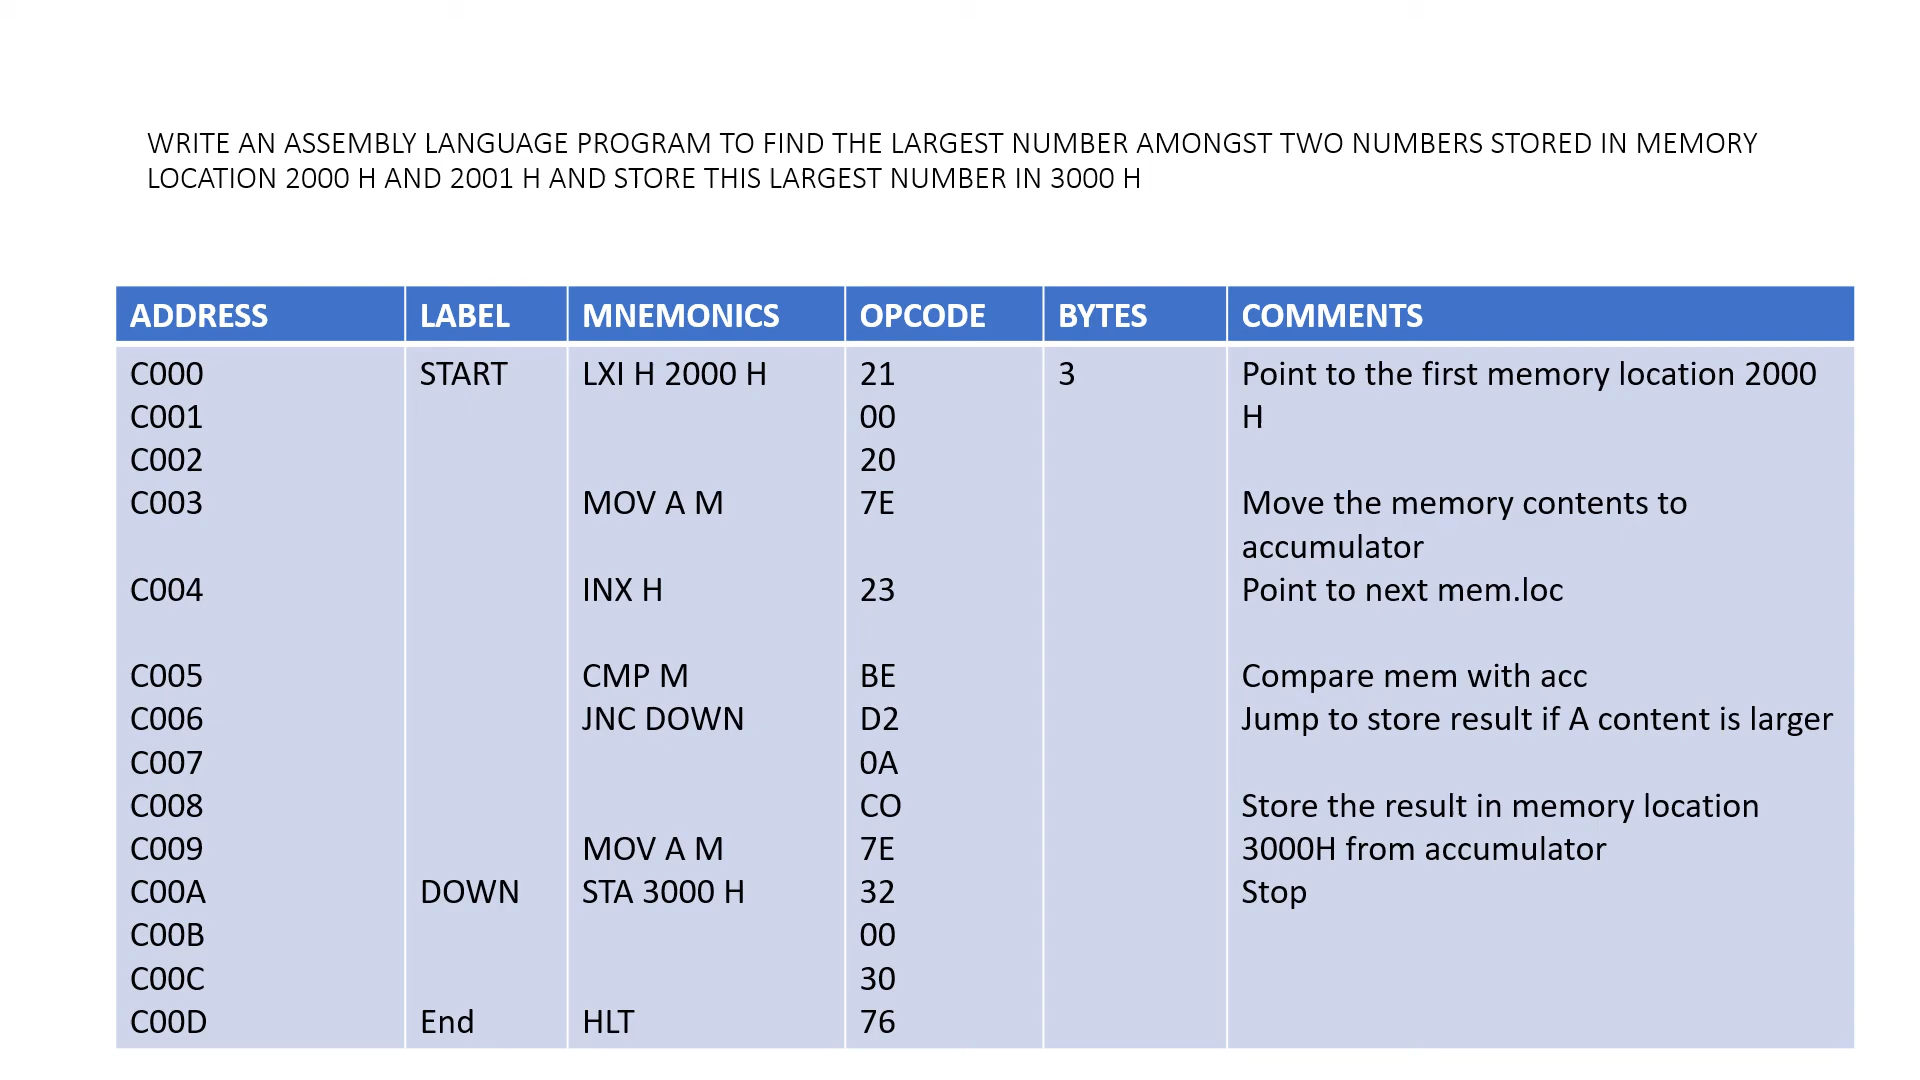 WRITE AN ASSEMBLY LANGUAGE PROGRAM TO FIND THE LARGEST NUMBER AMONGST TWO NUMBERS STORED IN MEMORY
LOCATION 2000 H AND 2001 H AND STORE THIS LARGEST NUMBER IN 3000 H
ADDRESS LABEL MNEMONICS OPCODE BYTES COMMENTS
C000 START LXI H 2000 H 21 3 Point to the first memory location 2000
C001 00 H
C002 20
C003 MOV A M 7E Move the memory contents to
accumulator
C004 INX H 23 Point to next mem.loc
C005 CMP M BE Compare mem with acc
C006 JNC DOWN D2 Jump to store result if A content is larger
C007 0A
C008 CO Store the result in memory location
C009 MOV A M 7E 3000H from accumulator
C00A DOWN STA 3000 H 32 Stop
C00B 00
C00C 30
C00D End HLT 76